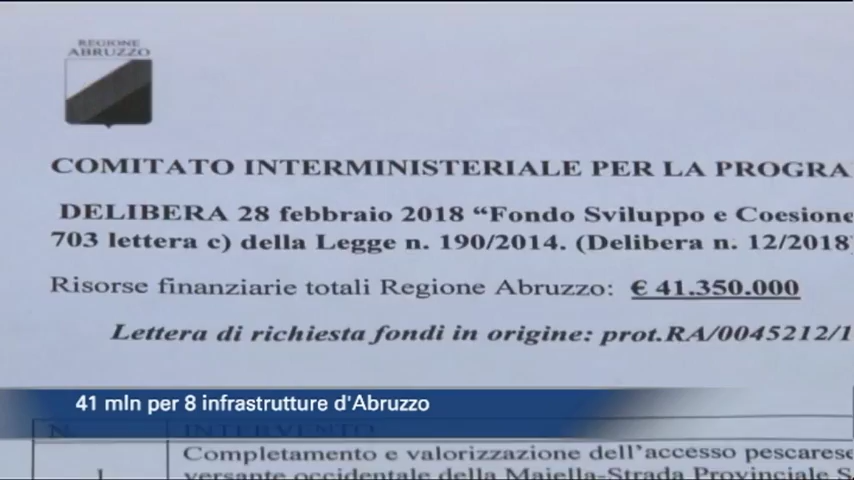 REGIONE
ABRUZZO
COMITATO INTERMINISTERIALE PER LA PROGRA
DELIBERA 28 febbraio 2018 “Fondo Sviluppo e Coesione
703 lettera c) della Legge n. 190/2014. (Delibera n. 12/2018)
Risorse finanziarie totali Regione Abruzzo: € 41.350.000
Lettera di richiesta fondi in origine: prot.RA/0045212/1
41 mln per 8 infrastrutture d'Abruzzo
N. INTERVENTO
Completamento e valorizzazione dell'accesso pescarese
1 versante occidentale della Maiella-Strada Provinciale S